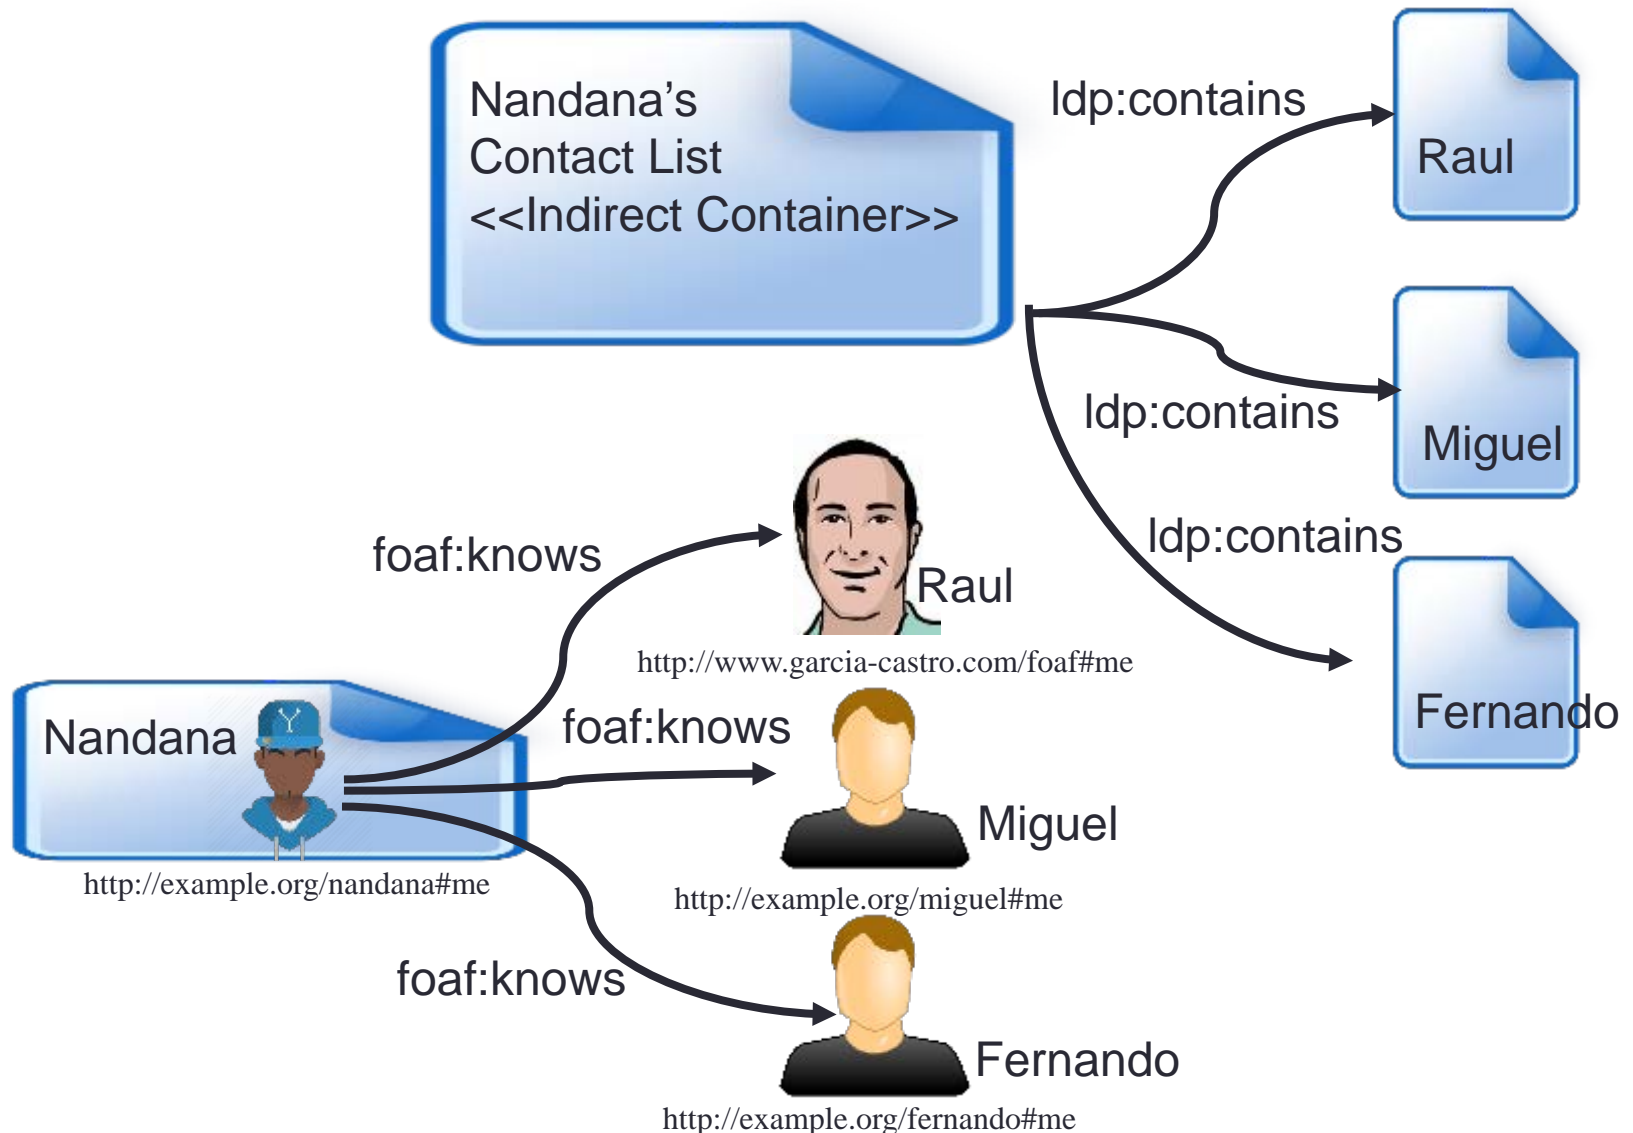 Nandana’s
Contact List
<<Indirect Container>>
ldp:contains
Raul
ldp:contains
Miguel
ldp:contains
Fernando
foaf:knows
Raul
http://www.garcia-castro.com/foaf#me
Nandana
Y
http://example.org/nandana#me
foaf:knows
Miguel
http://example.org/miguel#me
foaf:knows
Fernando
http://example.org/fernando#me